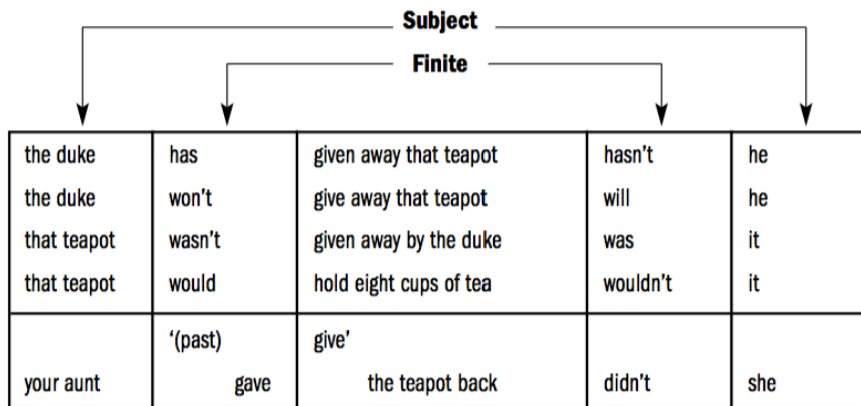 Subject
Finite
the duke has given away that teapot hasn't he
the duke won't give away that teapot will he
that teapot wasn't given away by the duke was it
that teapot would hold eight cups of tea wouldn't it
‘(past) give’
your aunt gave the teapot back didn't she